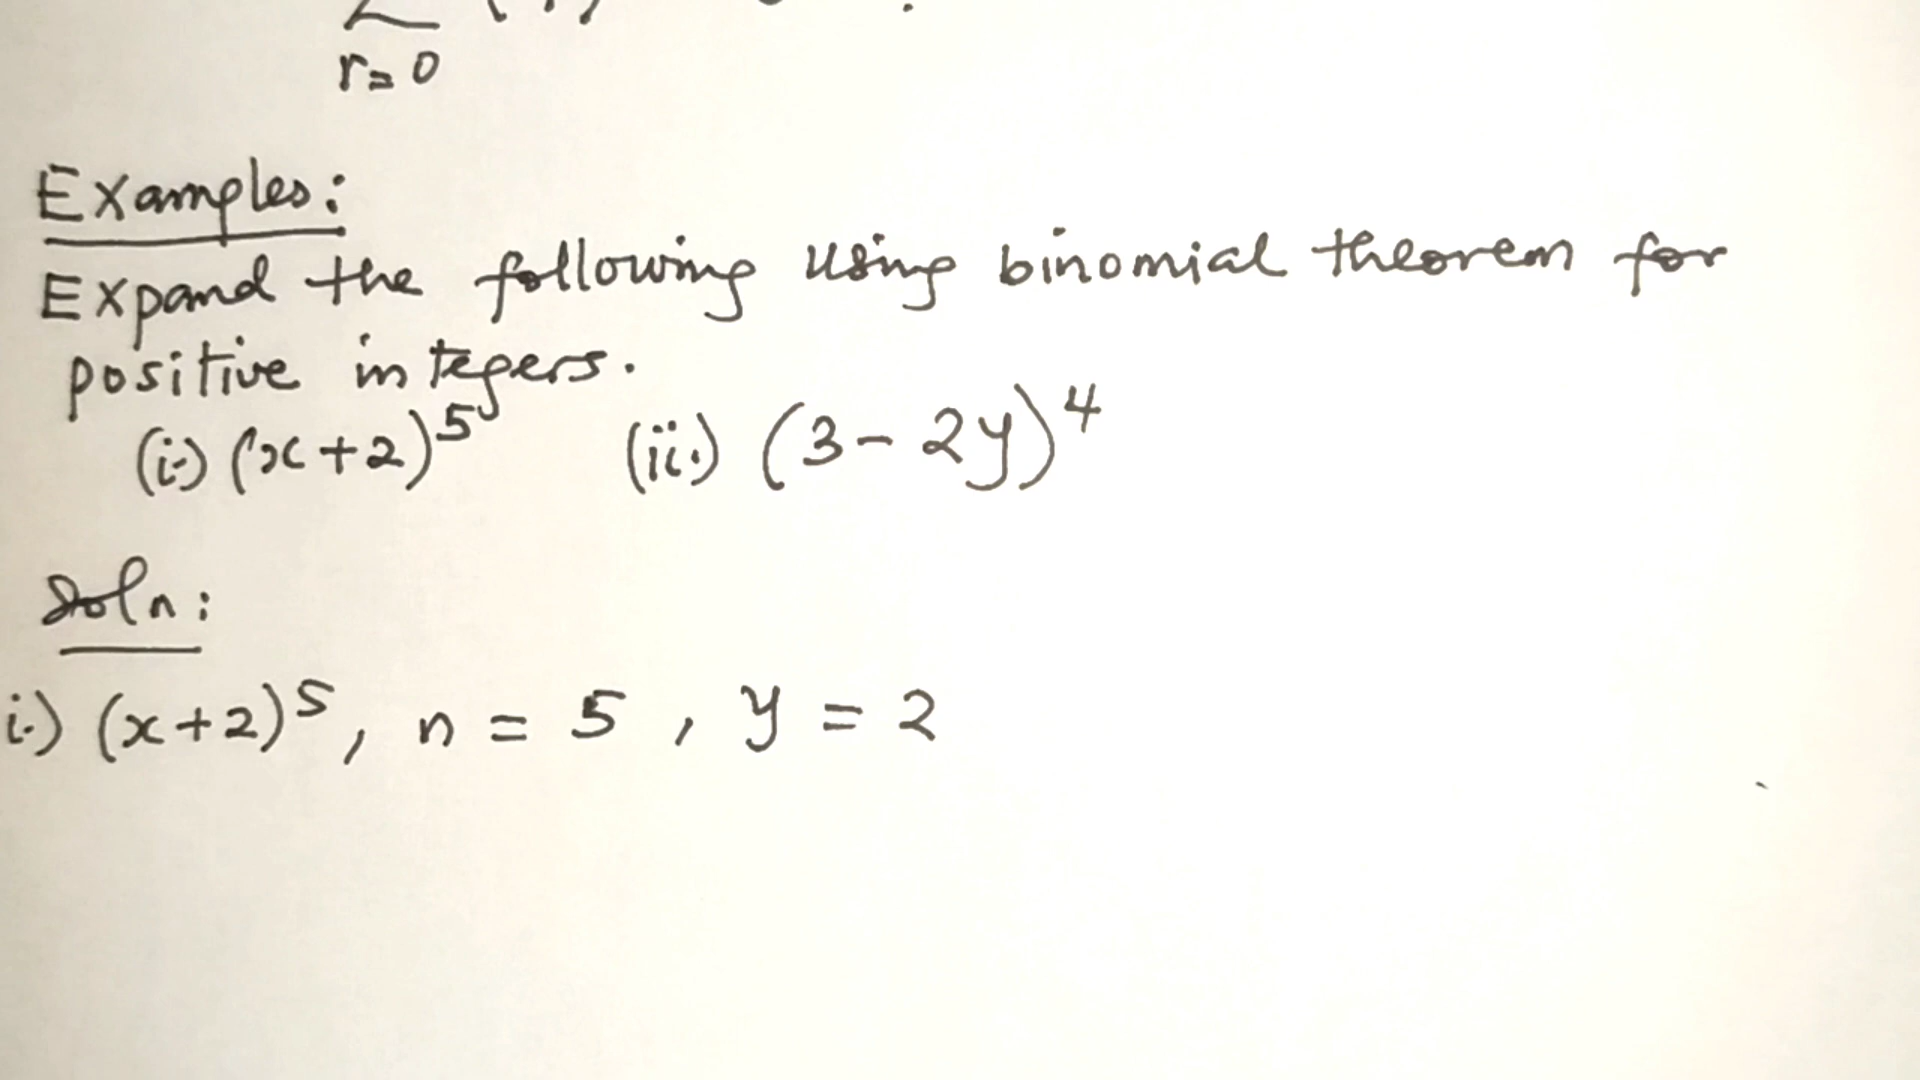 r=0
Examples:
Expand the following using binomial theorem for
positive integers.
(i.) (x+2)^5 (ii.) (3-2y)^4
Soln:
i.) (x+2)^5, n = 5, y = 2